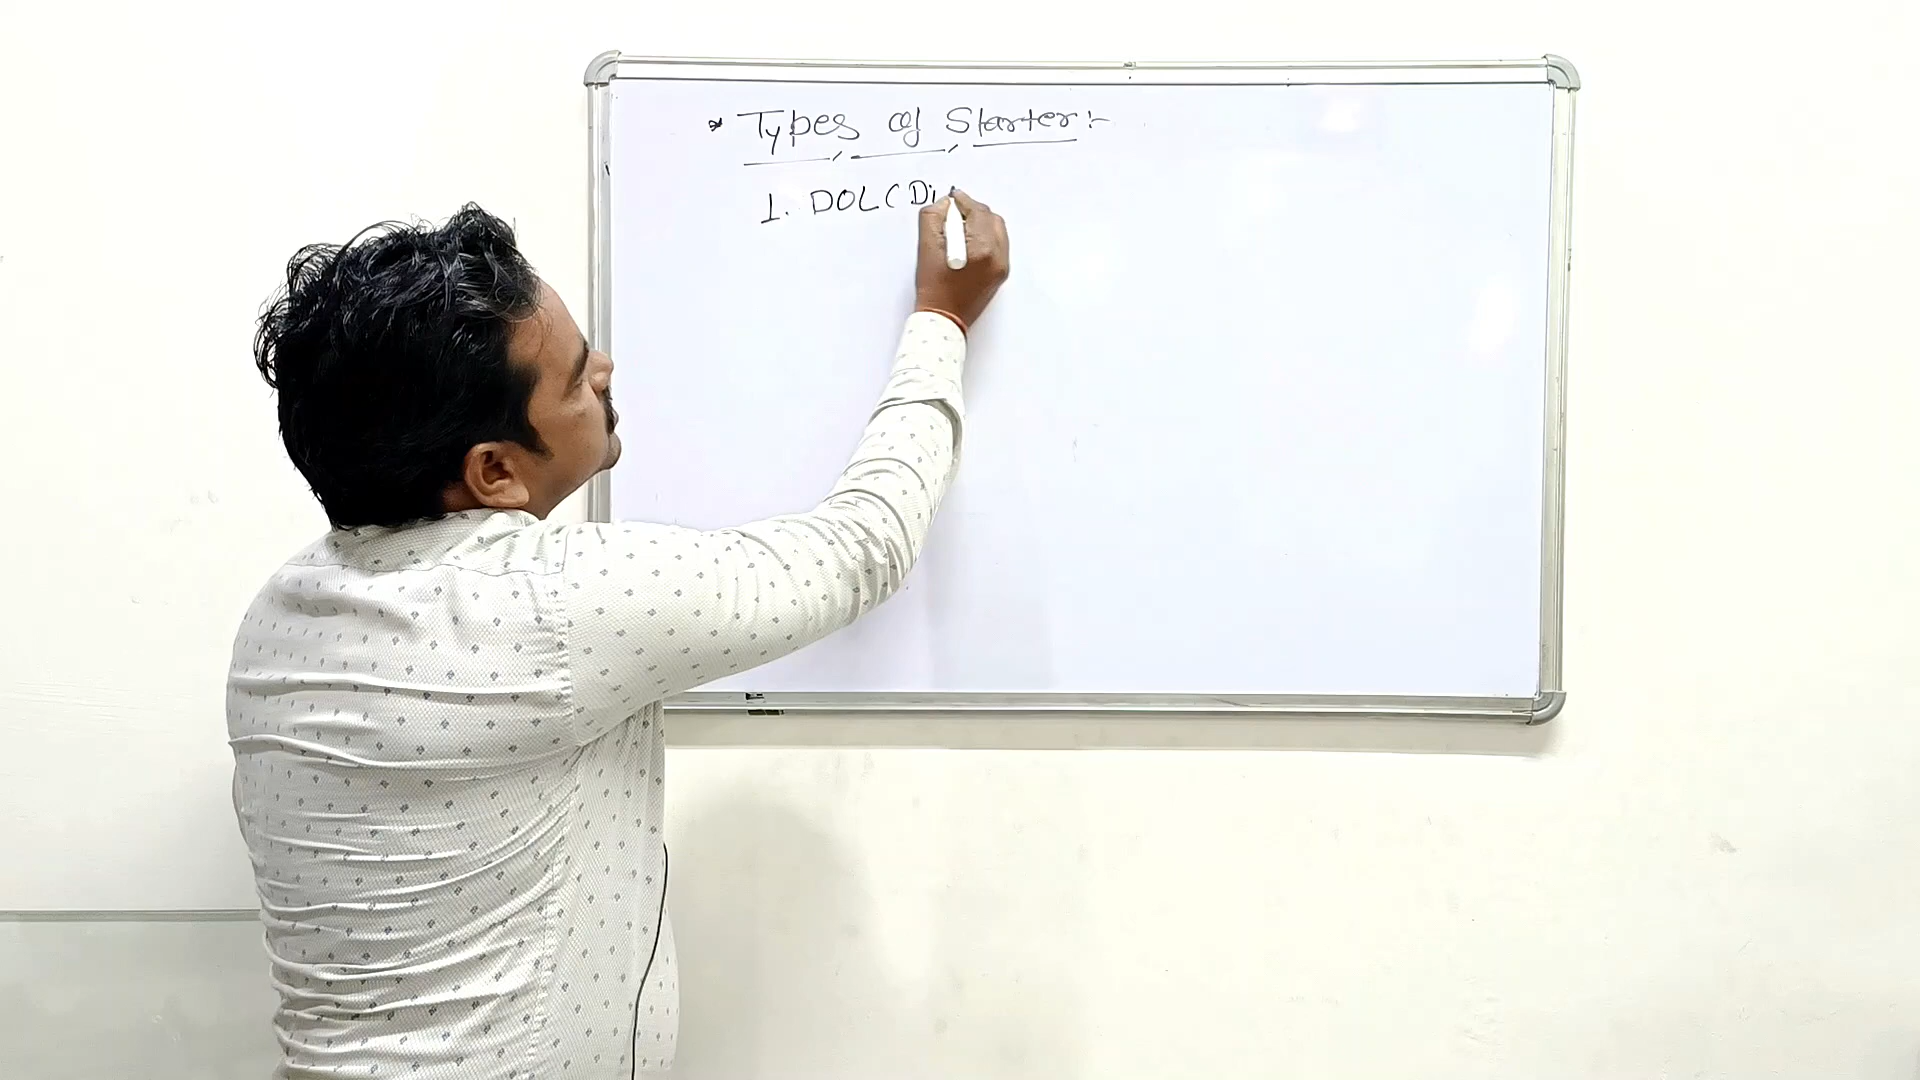 * Types of Starter:-
1. DOL (Di